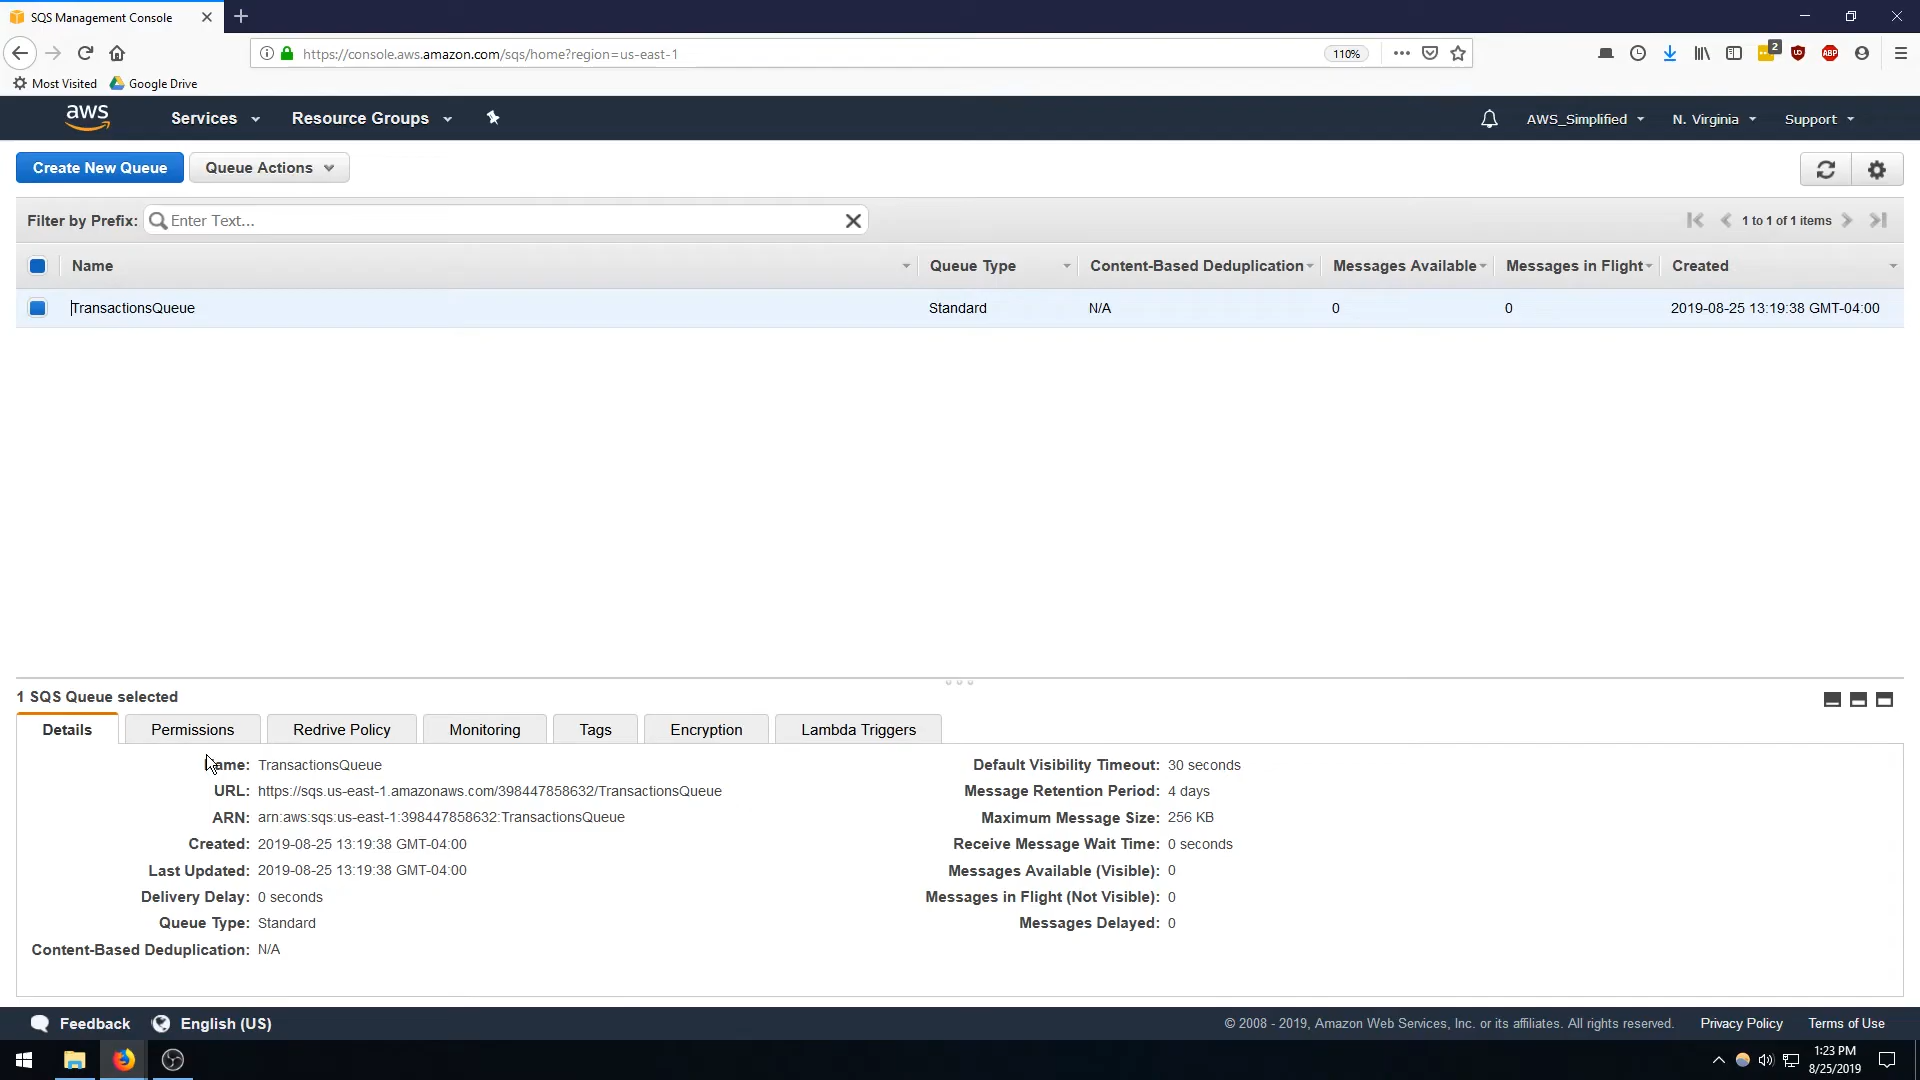 SQS Management Console
https://console.aws.amazon.com/sqs/home?region=us-east-1
110%
2
ABP
Most Visited
Google Drive
aws
Services
Resource Groups
AWS_Simplified
N. Virginia
Support
Create New Queue
Queue Actions
Filter by Prefix:
Enter Text...
1 to 1 of 1 items
Name Queue Type Content-Based Deduplication Messages Available Messages in Flight Created
TransactionsQueue Standard N/A 0 0 2019-08-25 13:19:38 GMT-04:00
1 SQS Queue selected
Details Permissions Redrive Policy Monitoring Tags Encryption Lambda Triggers
Name: TransactionsQueue
URL: https://sqs.us-east-1.amazonaws.com/398447858632/TransactionsQueue
ARN: arn:aws:sqs:us-east-1:398447858632:TransactionsQueue
Created: 2019-08-25 13:19:38 GMT-04:00
Last Updated: 2019-08-25 13:19:38 GMT-04:00
Delivery Delay: 0 seconds
Queue Type: Standard
Content-Based Deduplication: N/A
Default Visibility Timeout: 30 seconds
Message Retention Period: 4 days
Maximum Message Size: 256 KB
Receive Message Wait Time: 0 seconds
Messages Available (Visible): 0
Messages in Flight (Not Visible): 0
Messages Delayed: 0
Feedback
English (US)
© 2008 - 2019, Amazon Web Services, Inc. or its affiliates. All rights reserved.
Privacy Policy
Terms of Use
1:23 PM
8/25/2019